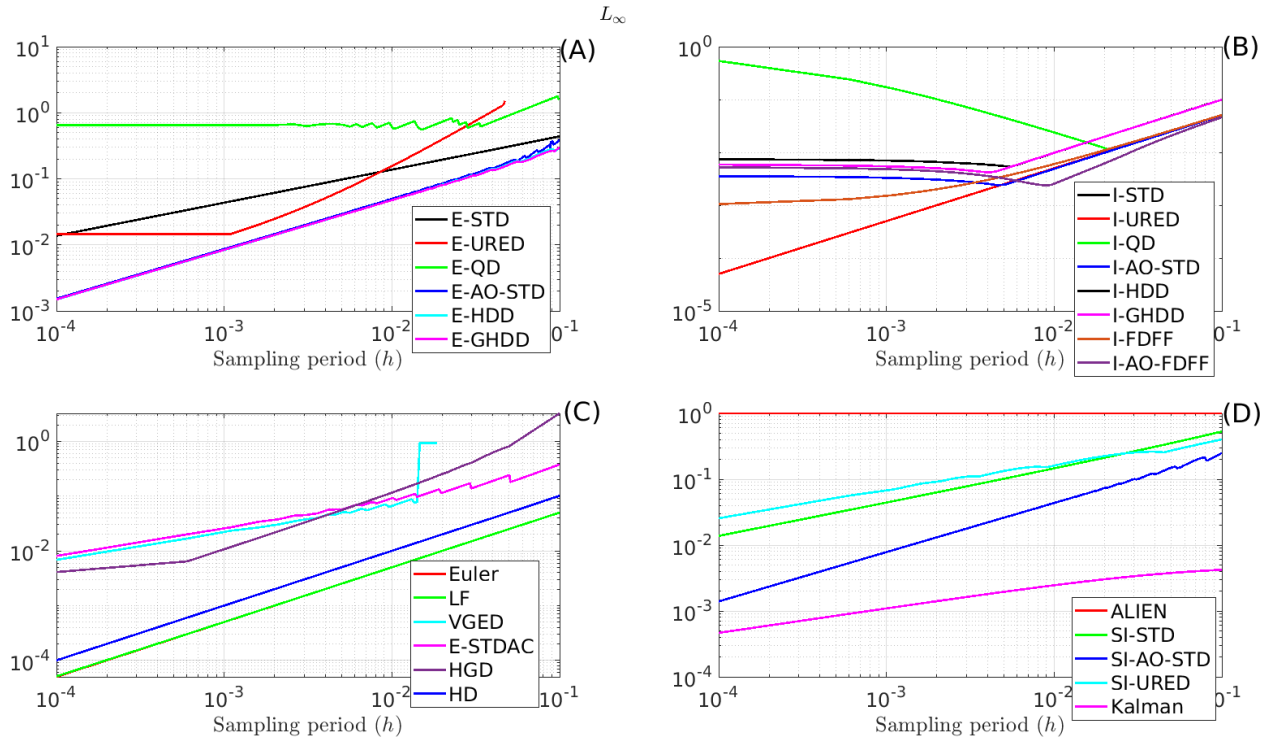 L∞
(A)
10^1
10^0
10^-1
10^-2
10^-3
10^-4
10^-3
10^-2
10^-1
Sampling period (h)
E-STD
E-URED
E-QD
E-AO-STD
E-HDD
E-GHDD
(B)
10^0
10^-5
10^-4
10^-3
10^-2
10^-1
Sampling period (h)
I-STD
I-URED
I-QD
I-AO-STD
I-HDD
I-GHDD
I-FDFF
I-AO-FDFF
(C)
10^0
10^-2
10^-4
10^-4
10^-3
10^-2
10^-1
Sampling period (h)
Euler
LF
VGED
E-STDAC
HGD
HD
(D)
10^0
10^-1
10^-2
10^-3
10^-4
10^-4
10^-3
10^-2
10^-1
Sampling period (h)
ALIEN
SI-STD
SI-AO-STD
SI-URED
Kalman